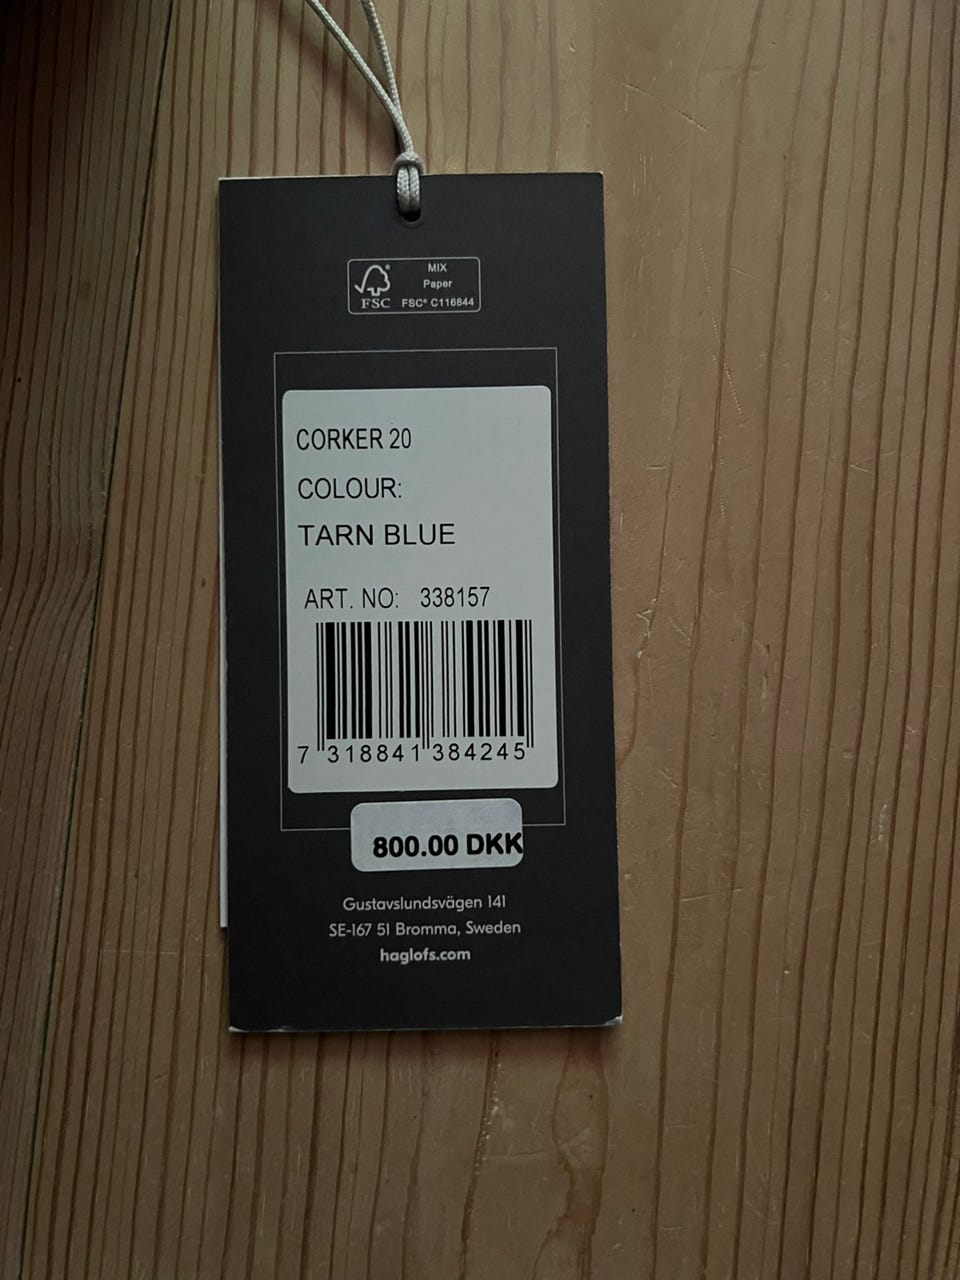 MIX
Paper
FSC® C116844
FSC
CORKER 20
COLOUR:
TARN BLUE
ART. NO: 338157
7 318841 384245
800.00 DKK
Gustavslundsvägen 141
SE-167 51 Bromma, Sweden
haglofs.com